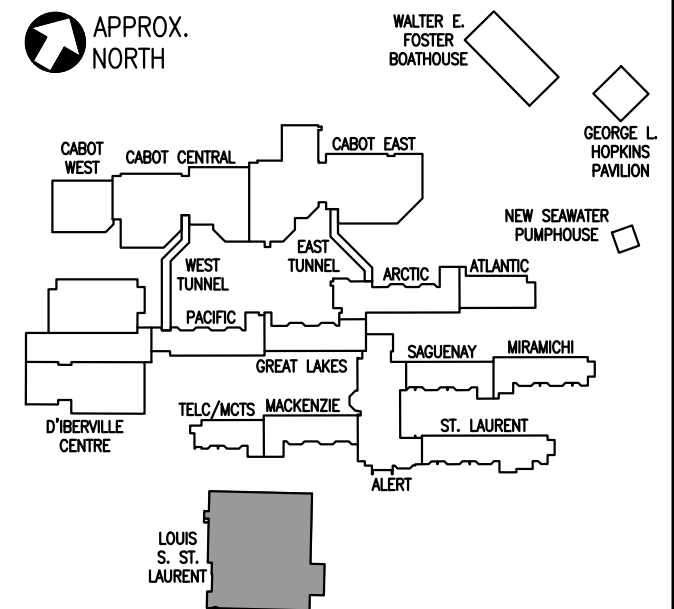 APPROX.
NORTH
WALTER E.
FOSTER
BOATHOUSE
GEORGE L.
HOPKINS
PAVILION
CABOT
WEST
CABOT CENTRAL
CABOT EAST
NEW SEAWATER
PUMPHOUSE
WEST
TUNNEL
EAST
TUNNEL
ARCTIC
ATLANTIC
PACIFIC
GREAT LAKES
SAGUENAY
MIRAMICHI
D'IBERVILLE
CENTRE
TELC/MCTS
MACKENZIE
ST. LAURENT
ALERT
LOUIS
S. ST.
LAURENT